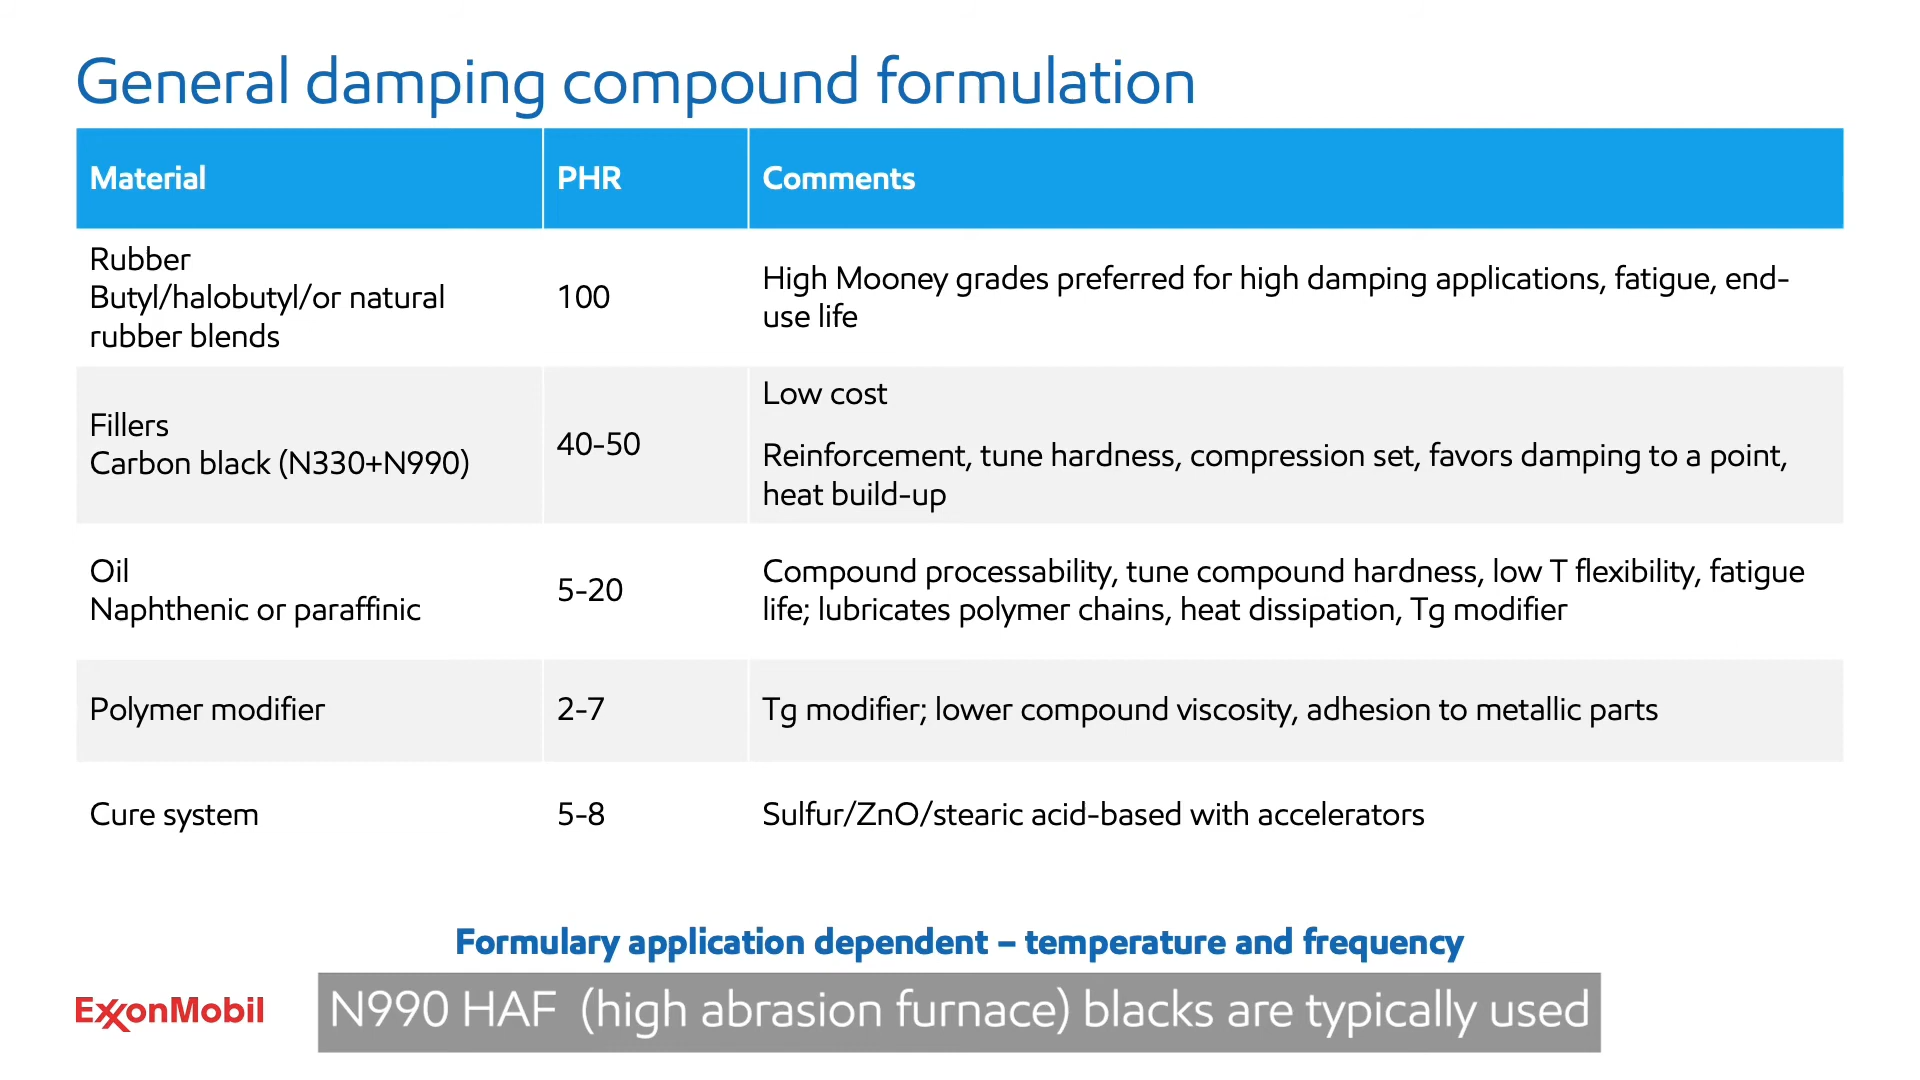 General damping compound formulation
Material
PHR
Comments
Rubber
Butyl/halobutyl/or natural
rubber blends
100
High Mooney grades preferred for high damping applications, fatigue, end-
use life
Fillers
Carbon black (N330+N990)
40-50
Low cost
Reinforcement, tune hardness, compression set, favors damping to a point,
heat build-up
Oil
Naphthenic or paraffinic
5-20
Compound processability, tune compound hardness, low T flexibility, fatigue
life; lubricates polymer chains, heat dissipation, Tg modifier
Polymer modifier
2-7
Tg modifier; lower compound viscosity, adhesion to metallic parts
Cure system
5-8
Sulfur/ZnO/stearic acid-based with accelerators
Formulary application dependent – temperature and frequency
ExxonMobil
N990 HAF (high abrasion furnace) blacks are typically used